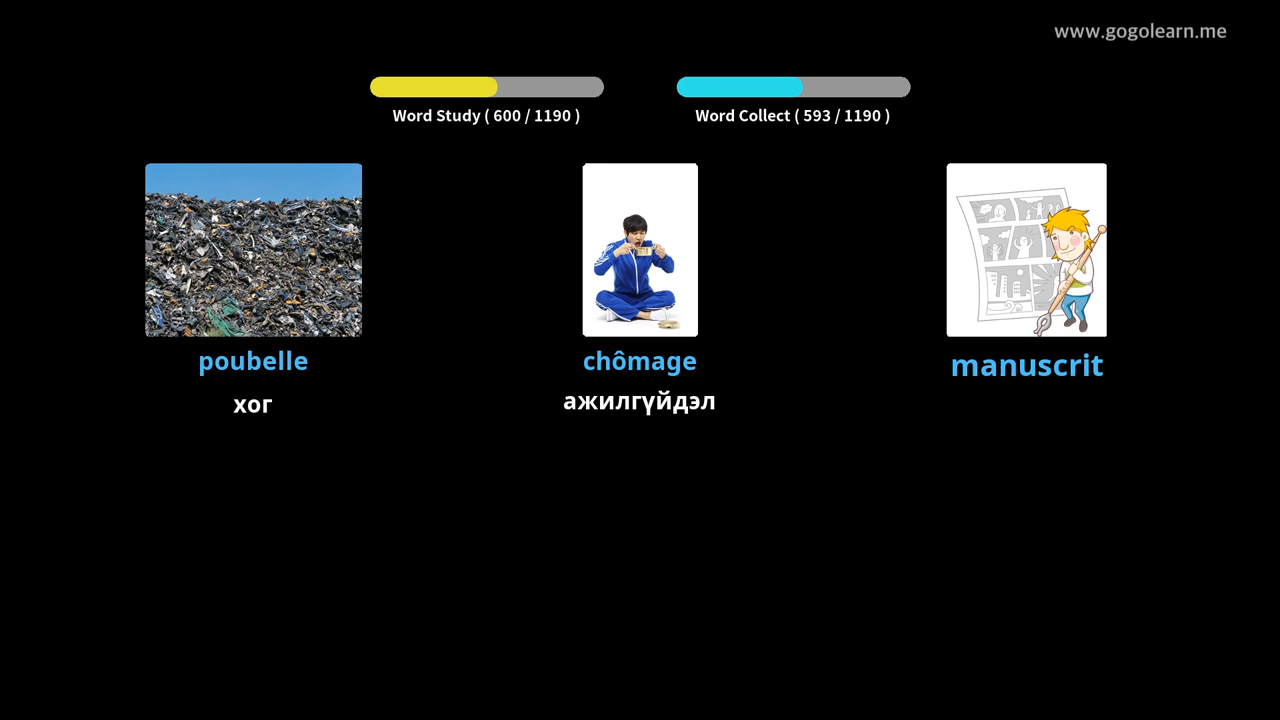 www.gogolearn.me
Word Study ( 600 / 1190 )
Word Collect ( 593 / 1190 )
poubelle
chômage
manuscrit
хог
ажилгүйдэл